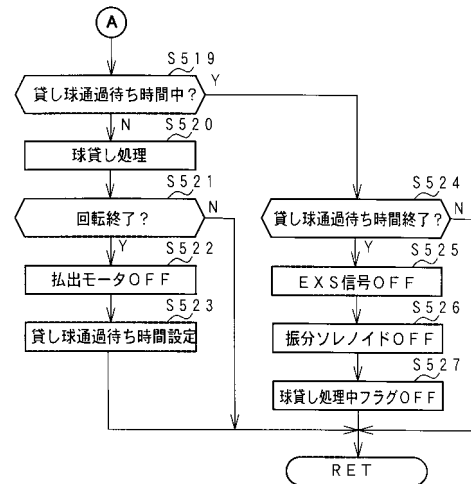 A
S519
貸し球通過待ち時間中？
Y
N
S520
球貸し処理
S521
回転終了？
N
Y
S522
払出モータOFF
S523
貸し球通過待ち時間設定
S524
貸し球通過待ち時間終了？
N
Y
S525
EXS信号OFF
S526
振分ソレノイドOFF
S527
球貸し処理中フラグOFF
RET